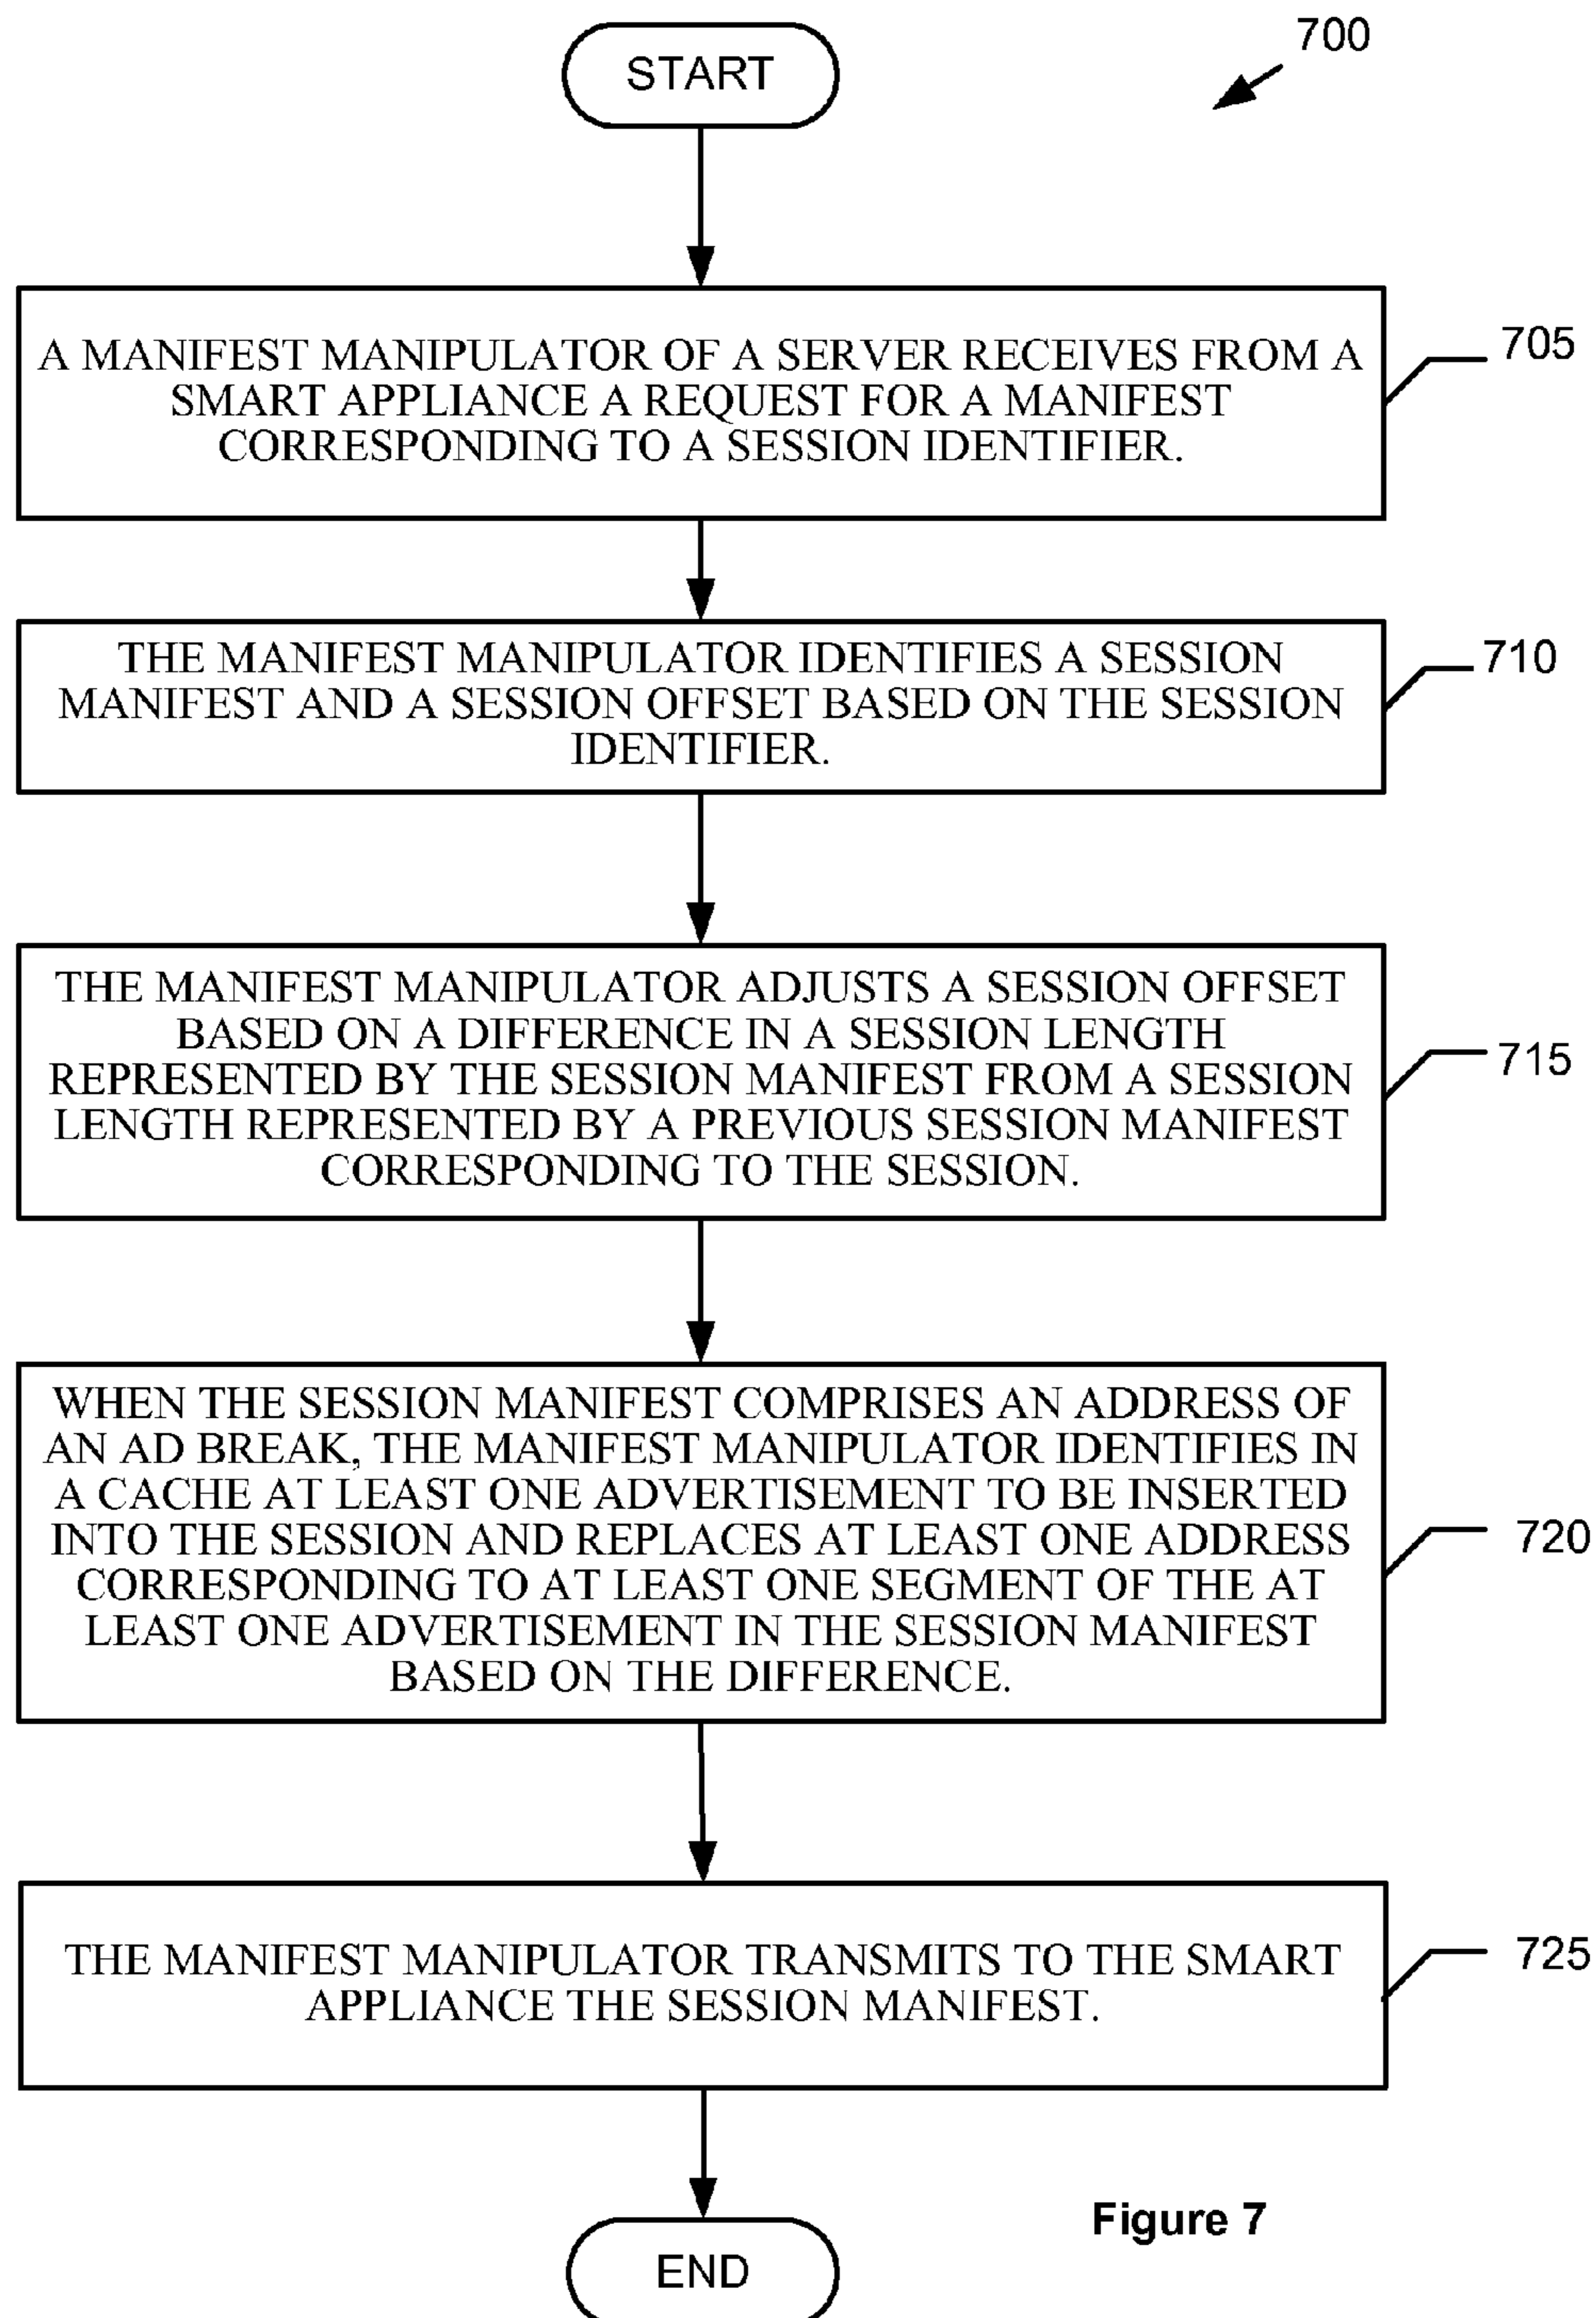 START
700
A MANIFEST MANIPULATOR OF A SERVER RECEIVES FROM A
SMART APPLIANCE A REQUEST FOR A MANIFEST
CORRESPONDING TO A SESSION IDENTIFIER.
705
THE MANIFEST MANIPULATOR IDENTIFIES A SESSION
MANIFEST AND A SESSION OFFSET BASED ON THE SESSION
IDENTIFIER.
710
THE MANIFEST MANIPULATOR ADJUSTS A SESSION OFFSET
BASED ON A DIFFERENCE IN A SESSION LENGTH
REPRESENTED BY THE SESSION MANIFEST FROM A SESSION
LENGTH REPRESENTED BY A PREVIOUS SESSION MANIFEST
CORRESPONDING TO THE SESSION.
715
WHEN THE SESSION MANIFEST COMPRISES AN ADDRESS OF
AN AD BREAK, THE MANIFEST MANIPULATOR IDENTIFIES IN
A CACHE AT LEAST ONE ADVERTISEMENT TO BE INSERTED
INTO THE SESSION AND REPLACES AT LEAST ONE ADDRESS
CORRESPONDING TO AT LEAST ONE SEGMENT OF THE AT
LEAST ONE ADVERTISEMENT IN THE SESSION MANIFEST
BASED ON THE DIFFERENCE.
720
THE MANIFEST MANIPULATOR TRANSMITS TO THE SMART
APPLIANCE THE SESSION MANIFEST.
725
Figure 7
END